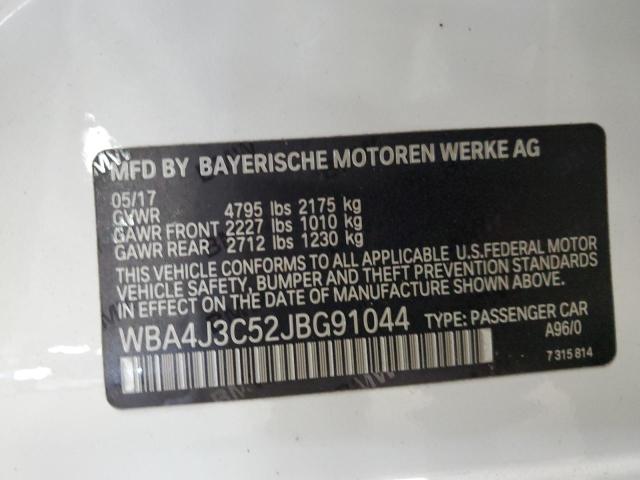 MFD BY BAYERISCHE MOTOREN WERKE AG
05/17
GVWR 4795 lbs 2175 kg
GAWR FRONT 2227 lbs 1010 kg
GAWR REAR 2712 lbs 1230 kg
THIS VEHICLE CONFORMS TO ALL APPLICABLE U.S.FEDERAL MOTOR
VEHICLE SAFETY, BUMPER AND THEFT PREVENTION STANDARDS
IN EFFECT ON THE DATE OF MANUFACTURE SHOWN ABOVE.
WBA4J3C52JBG91044 TYPE: PASSENGER CAR
A96/0
7 315 814